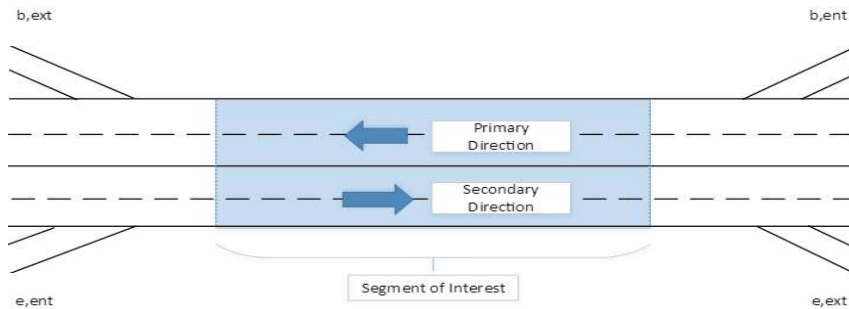 b,ext
b,ent
Primary
Direction
Secondary
Direction
Segment of Interest
e,ent
e,ext